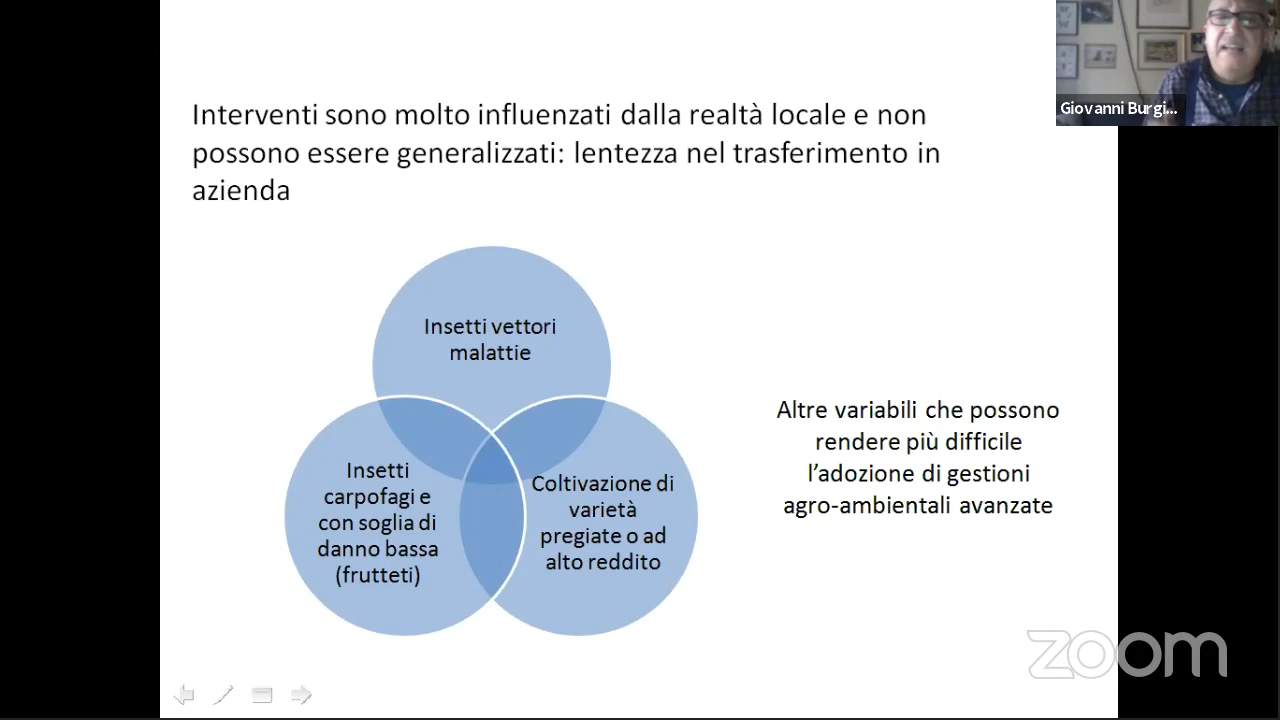 Interventi sono molto influenzati dalla realtà locale e non
possono essere generalizzati: lentezza nel trasferimento in
azienda
Giovanni Burgi...
Insetti vettori
malattie
Insetti
carpofagi e
con soglia di
danno bassa
(frutteti)
Coltivazione di
varietà
pregiate o ad
alto reddito
Altre variabili che possono
rendere più difficile
l’adozione di gestioni
agro-ambientali avanzate
zoom